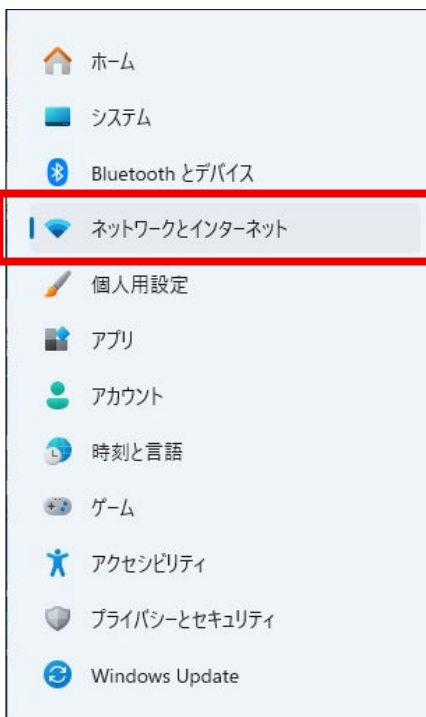 ホーム
システム
Bluetooth とデバイス
ネットワークとインターネット
個人用設定
アプリ
アカウント
時刻と言語
ゲーム
アクセシビリティ
プライバシーとセキュリティ
Windows Update